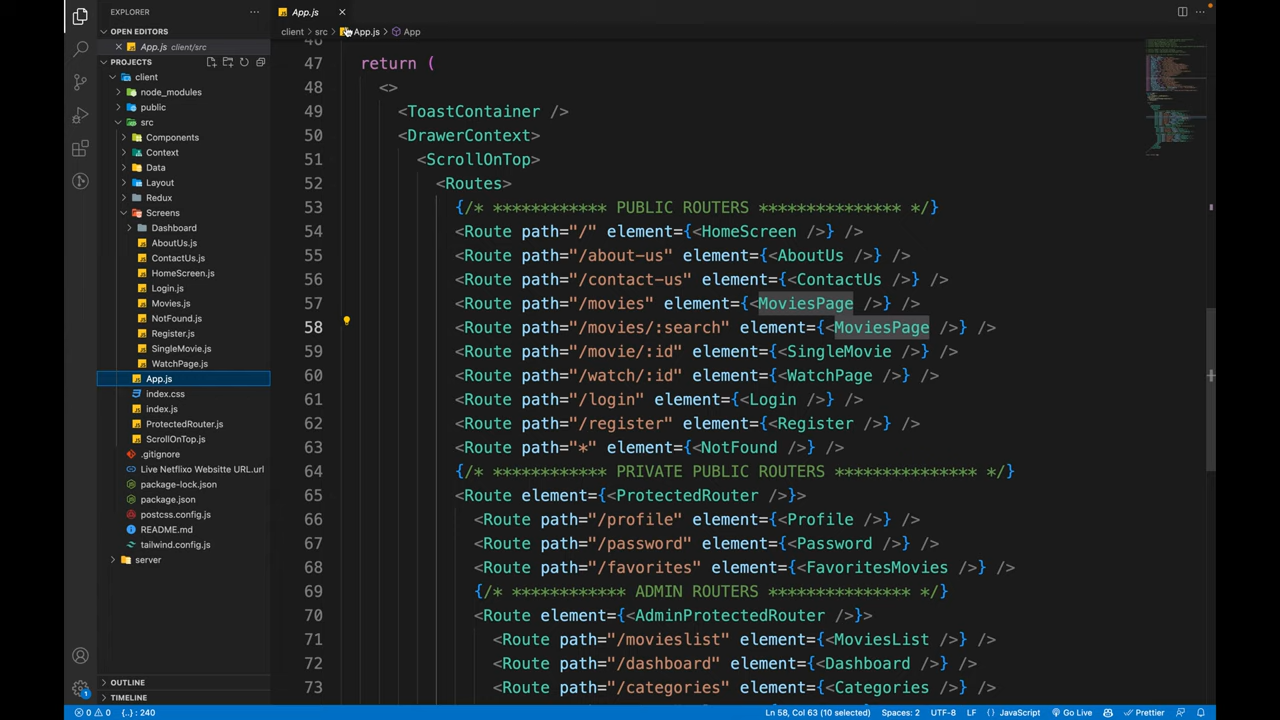 EXPLORER
OPEN EDITORS
App.js client/src
PROJECTS
client
node_modules
public
src
Components
Context
Data
Layout
Redux
Screens
Dashboard
AboutUs.js
ContactUs.js
HomeScreen.js
Login.js
Movies.js
NotFound.js
Register.js
SingleMovie.js
WatchPage.js
App.js
index.css
index.js
ProtectedRouter.js
ScrollOnTop.js
.gitignore
Live Netflixo Websitte URL.url
package-lock.json
package.json
postcss.config.js
README.md
tailwind.config.js
server
OUTLINE
TIMELINE
App.js
client > src > App.js > App
46
47 return (
48 <>
49 <ToastContainer />
50 <DrawerContext>
51 <ScrollOnTop>
52 <Routes>
53 {/* ************ PUBLIC ROUTERS *************** */}
54 <Route path="/" element={<HomeScreen />} />
55 <Route path="/about-us" element={<AboutUs />} />
56 <Route path="/contact-us" element={<ContactUs />} />
57 <Route path="/movies" element={<MoviesPage />} />
58 <Route path="/movies/:search" element={<MoviesPage />} />
59 <Route path="/movie/:id" element={<SingleMovie />} />
60 <Route path="/watch/:id" element={<WatchPage />} />
61 <Route path="/login" element={<Login />} />
62 <Route path="/register" element={<Register />} />
63 <Route path="*" element={<NotFound />} />
64 {/* ************ PRIVATE PUBLIC ROUTERS *************** */}
65 <Route element={<ProtectedRouter />}>
66 <Route path="/profile" element={<Profile />} />
67 <Route path="/password" element={<Password />} />
68 <Route path="/favorites" element={<FavoritesMovies />} />
69 {/* ************ ADMIN ROUTERS *************** */}
70 <Route element={<AdminProtectedRouter />}>
71 <Route path="/movieslist" element={<MoviesList />} />
72 <Route path="/dashboard" element={<Dashboard />} />
73 <Route path="/categories" element={<Categories />} />
0 0 {..} : 240 Ln 58, Col 63 (10 selected) Spaces: 2 UTF-8 LF {} JavaScript Go Live Prettier